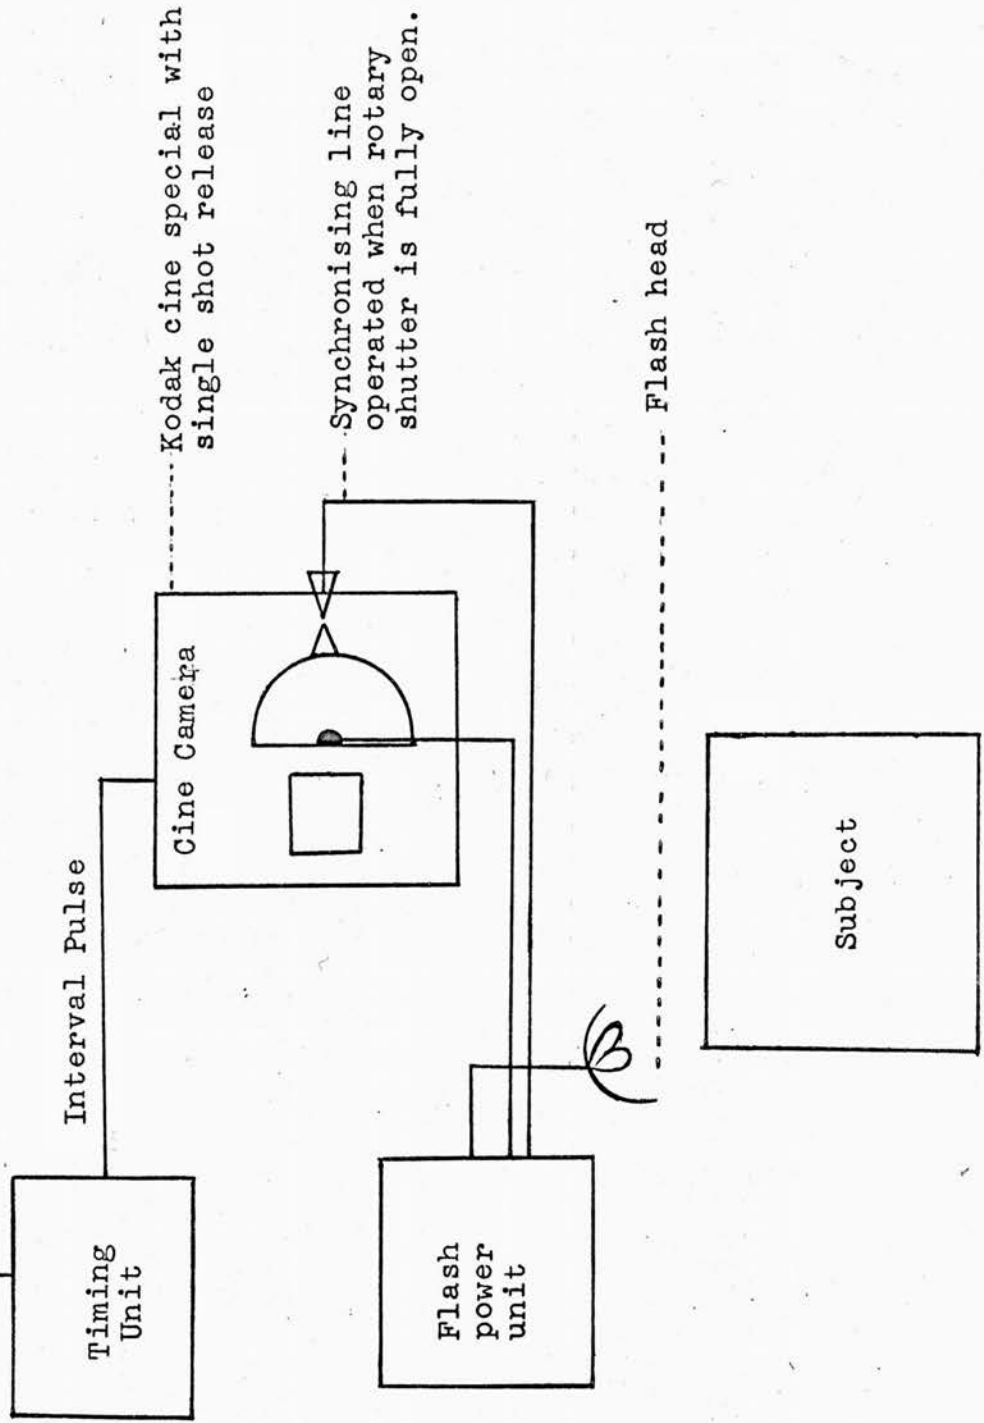 Timing
Unit
Interval Pulse
Cine Camera
Kodak cine special with
single shot release
Synchronising line
operated when rotary
shutter is fully open.
Flash
power
unit
Flash head
Subject